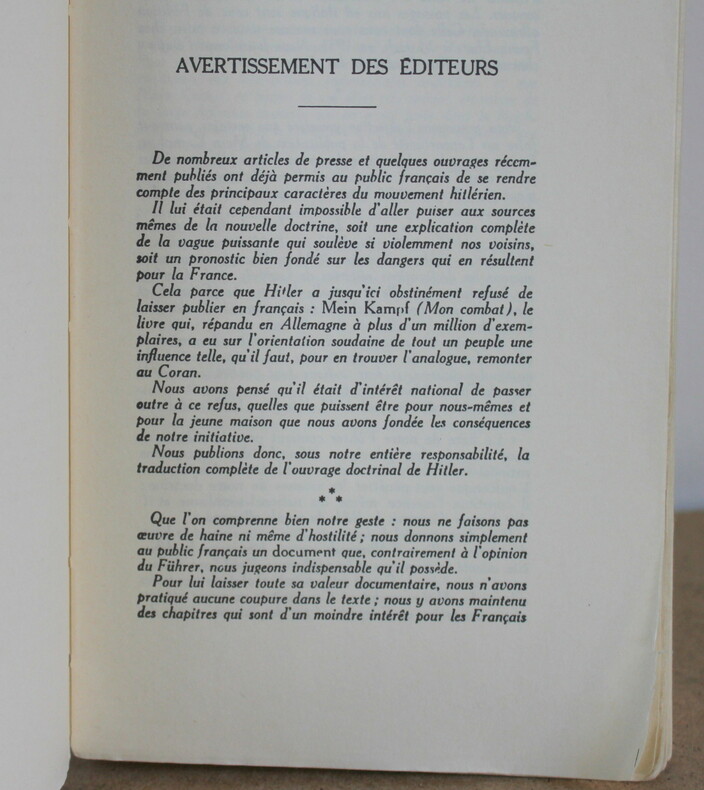 AVERTISSEMENT DES ÉDITEURS
De nombreux articles de presse et quelques ouvrages récem-
ment publiés ont déjà permis au public français de se rendre
compte des principaux caractères du mouvement hitlérien.
Il lui était cependant impossible d'aller puiser aux sources
mêmes de la nouvelle doctrine, soit une explication complète
de la vague puissante qui soulève si violemment nos voisins,
soit un pronostic bien fondé sur les dangers qui en résultent
pour la France.
Cela parce que Hitler a jusqu'ici obstinément refusé de
laisser publier en français : Mein Kampf (Mon combat), le
livre qui, répandu en Allemagne à plus d'un million d'exem-
plaires, a eu sur l'orientation soudaine de tout un peuple une
influence telle, qu'il faut, pour en trouver l'analogue, remonter
au Coran.
Nous avons pensé qu'il était d'intérêt national de passer
outre à ce refus, quelles que puissent être pour nous-mêmes et
pour la jeune maison que nous avons fondée les conséquences
de notre initiative.
Nous publions donc, sous notre entière responsabilité, la
traduction complète de l'ouvrage doctrinal de Hitler.
***
Que l'on comprenne bien notre geste : nous ne faisons pas
œuvre de haine ni même d'hostilité ; nous donnons simplement
au public français un document que, contrairement à l'opinion
du Führer, nous jugeons indispensable qu'il possède.
Pour lui laisser toute sa valeur documentaire, nous n'avons
pratiqué aucune coupure dans le texte ; nous y avons maintenu
des chapitres qui sont d'un moindre intérêt pour les Français